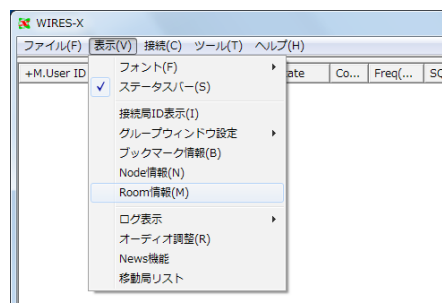 WIRES-X
ファイル(F) 表示(V) 接続(C) ツール(T) ヘルプ(H)
+M.User ID
ate Co... Freq(... SQ
フォント(F)
ステータスバー(S)
接続局ID表示(I)
グループウィンドウ設定
ブックマーク情報(B)
Node情報(N)
Room情報(M)
ログ表示
オーディオ調整(R)
News機能
移動局リスト